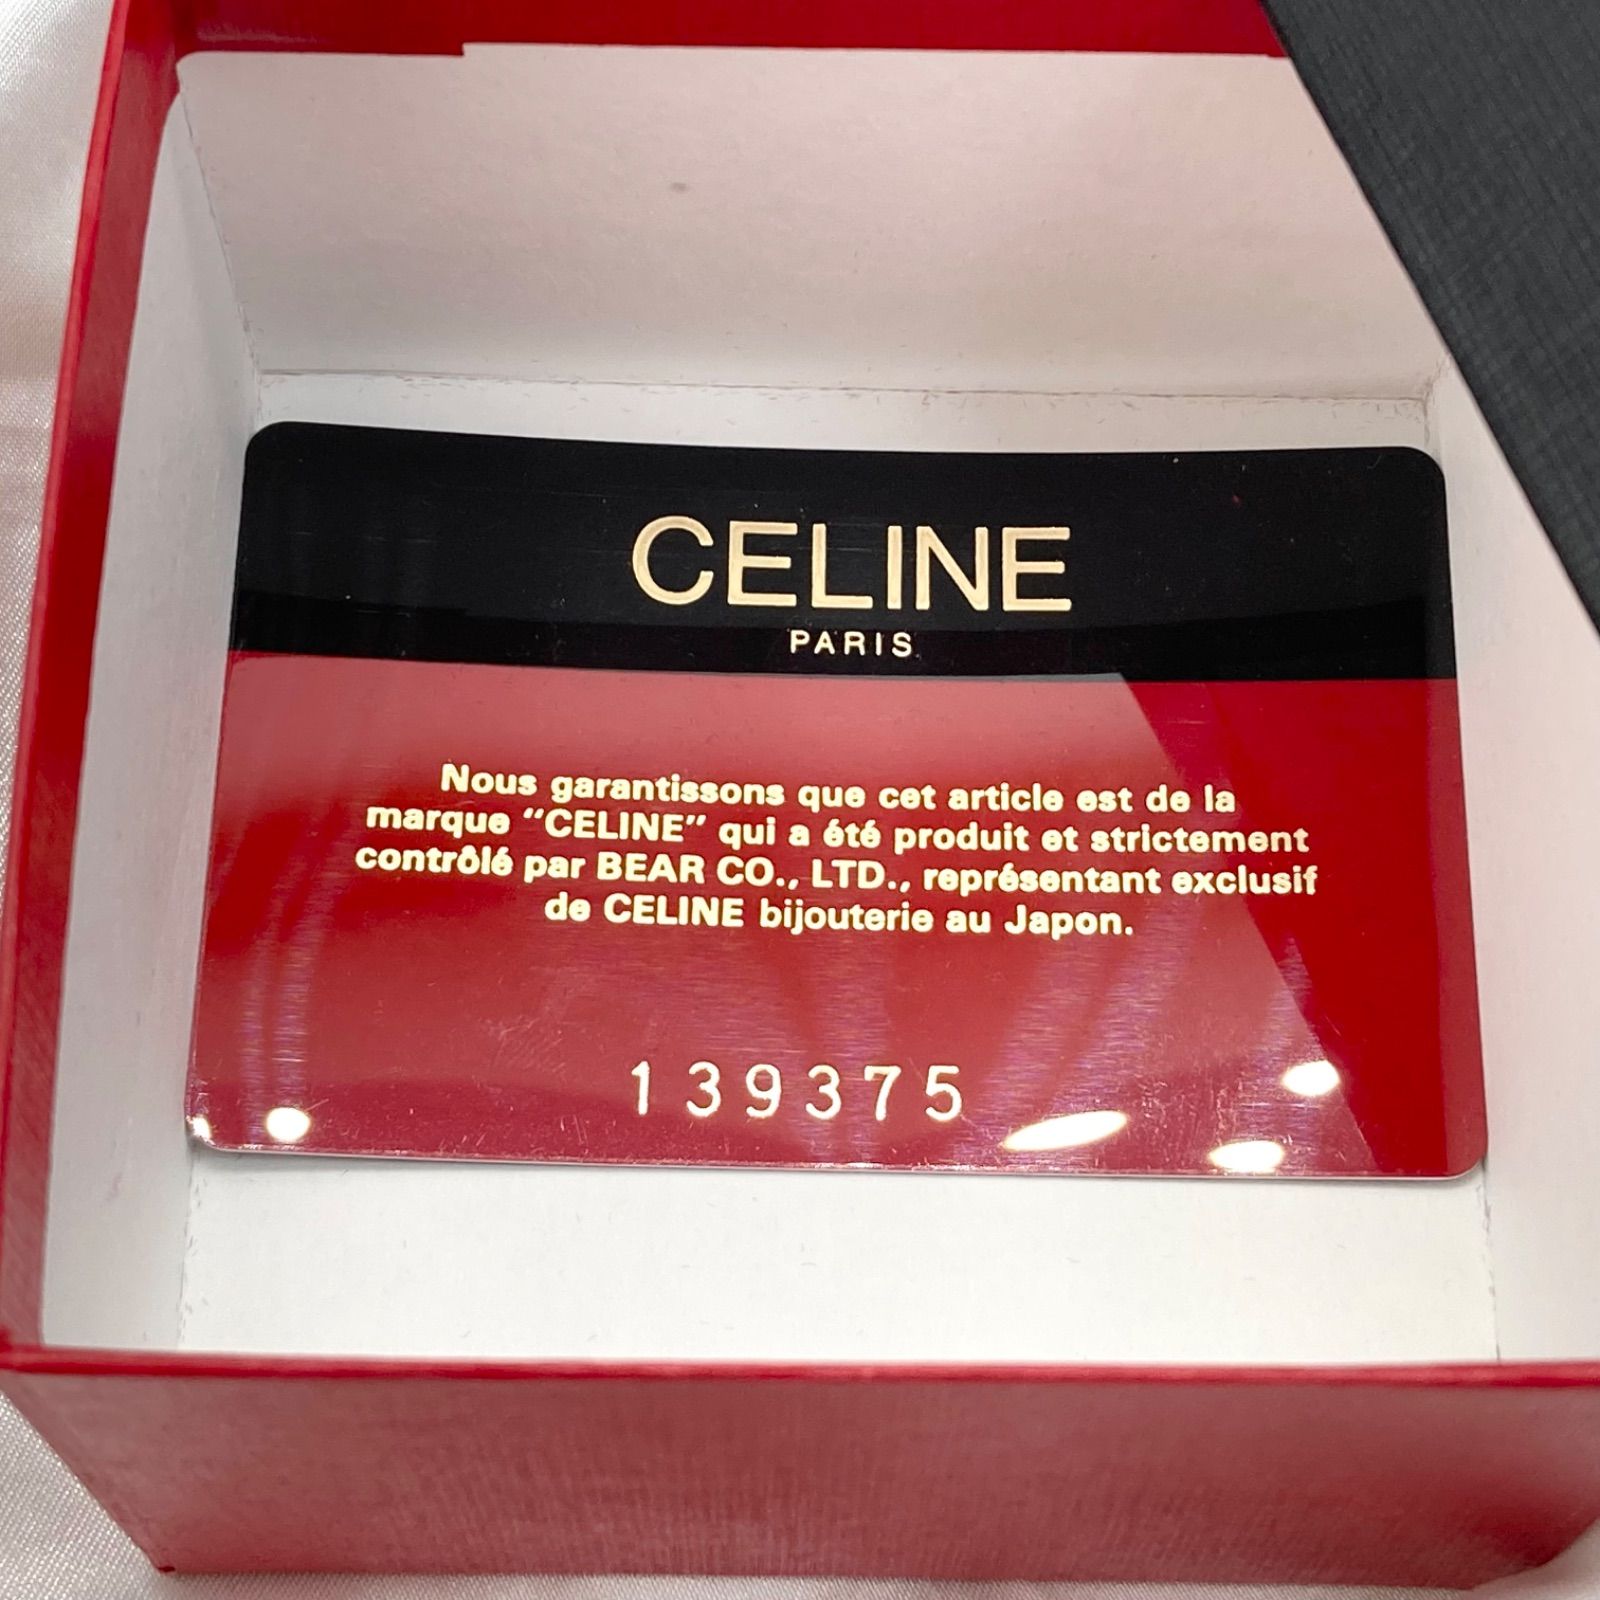 CELINE
PARIS
Nous garantissons que cet article est de la
marque "CELINE" qui a été produit et strictement
contrôlé par BEAR CO., LTD., représentant exclusif
de CELINE bijouterie au Japon.
139375